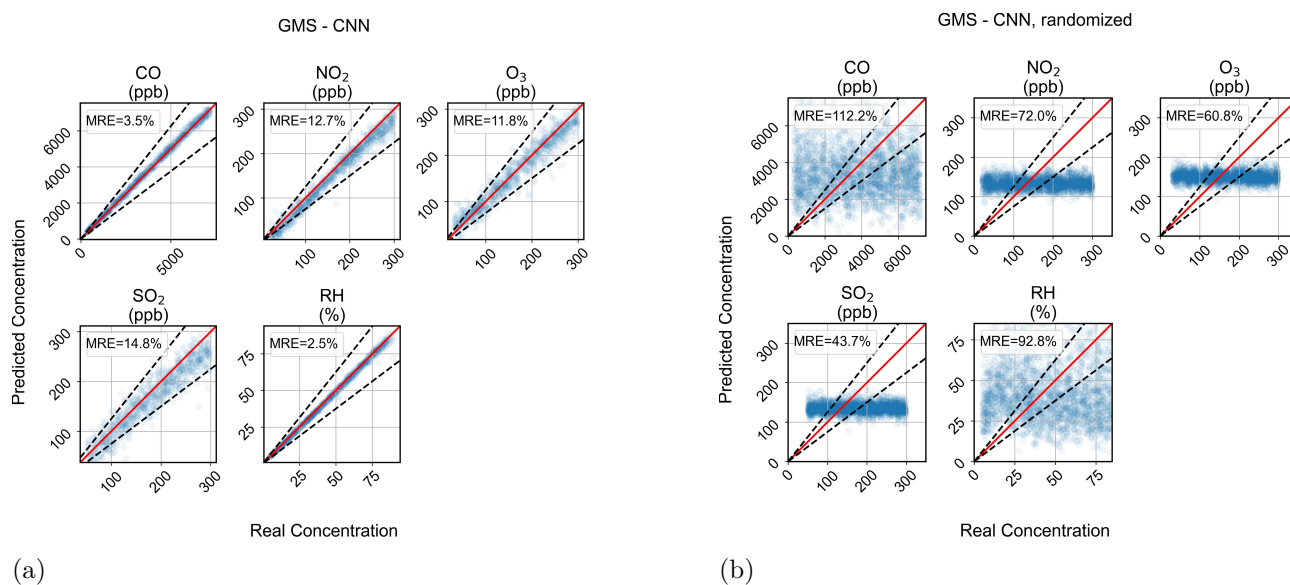 GMS - CNN
CO
(ppb)
MRE=3.5%
6000
4000
2000
0
0
5000
NO₂
(ppb)
MRE=12.7%
300
200
100
100
200
300
O₃
(ppb)
MRE=11.8%
300
200
100
100
200
300
SO₂
(ppb)
MRE=14.8%
300
200
100
100
200
300
RH
(%)
MRE=2.5%
75
50
25
25
50
75
Predicted Concentration
Real Concentration
(a)
GMS - CNN, randomized
CO
(ppb)
MRE=112.2%
6000
4000
2000
0
0
2000
4000
6000
NO₂
(ppb)
MRE=72.0%
300
200
100
0
0
100
200
300
O₃
(ppb)
MRE=60.8%
300
200
100
0
0
100
200
300
SO₂
(ppb)
MRE=43.7%
300
200
100
0
0
100
200
300
RH
(%)
MRE=92.8%
75
50
25
0
0
25
50
75
Predicted Concentration
Real Concentration
(b)